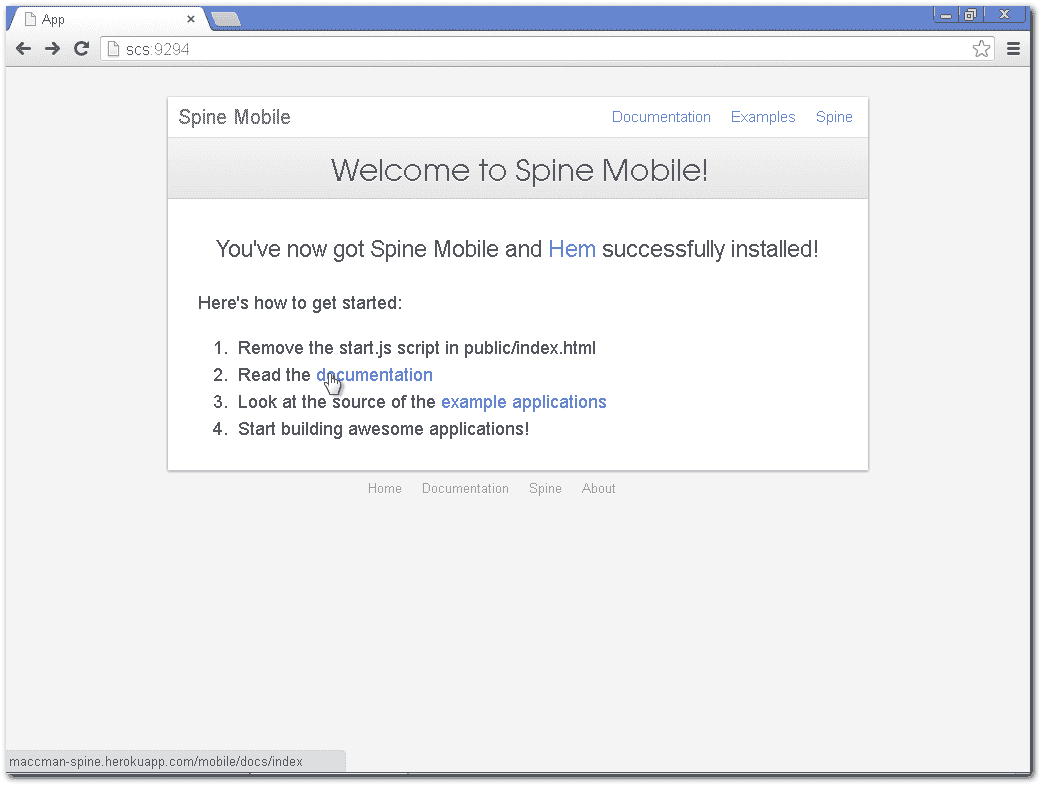 App
scs:9294
Spine Mobile
Documentation Examples Spine
Welcome to Spine Mobile!
You've now got Spine Mobile and Hem successfully installed!
Here's how to get started:
1. Remove the start.js script in public/index.html
2. Read the documentation
3. Look at the source of the example applications
4. Start building awesome applications!
Home Documentation Spine About
maccman-spine.herokuapp.com/mobile/docs/index